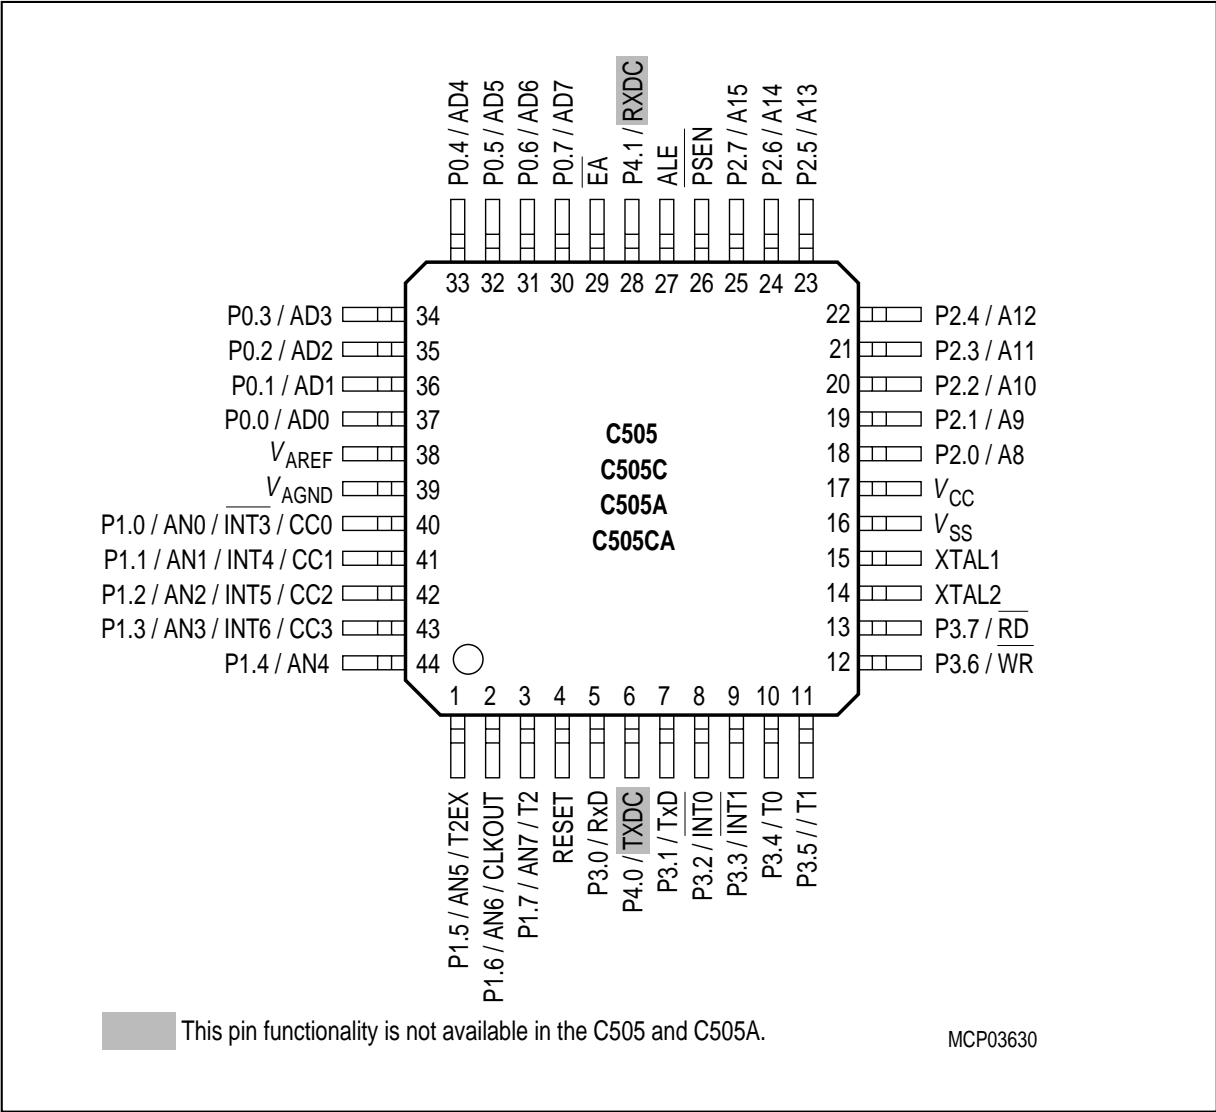 P0.4 / AD4
P0.5 / AD5
P0.6 / AD6
P0.7 / AD7
EA
P4.1 / RXDC
ALE
PSEN
P2.7 / A15
P2.6 / A14
P2.5 / A13
33 32 31 30 29 28 27 26 25 24 23
P0.3 / AD3 34
P0.2 / AD2 35
P0.1 / AD1 36
P0.0 / AD0 37
VAREF 38
VAGND 39
P1.0 / AN0 / INT3 / CC0 40
P1.1 / AN1 / INT4 / CC1 41
P1.2 / AN2 / INT5 / CC2 42
P1.3 / AN3 / INT6 / CC3 43
P1.4 / AN4 44
C505
C505C
C505A
C505CA
22 P2.4 / A12
21 P2.3 / A11
20 P2.2 / A10
19 P2.1 / A9
18 P2.0 / A8
17 VCC
16 VSS
15 XTAL1
14 XTAL2
13 P3.7 / RD
12 P3.6 / WR
1 2 3 4 5 6 7 8 9 10 11
P1.5 / AN5 / T2EX
P1.6 / AN6 / CLKOUT
P1.7 / AN7 / T2
RESET
P3.0 / RxD
P4.0 / TXDC
P3.1 / TxD
P3.2 / INT0
P3.3 / INT1
P3.4 / T0
P3.5 / / T1
This pin functionality is not available in the C505 and C505A.
MCP03630